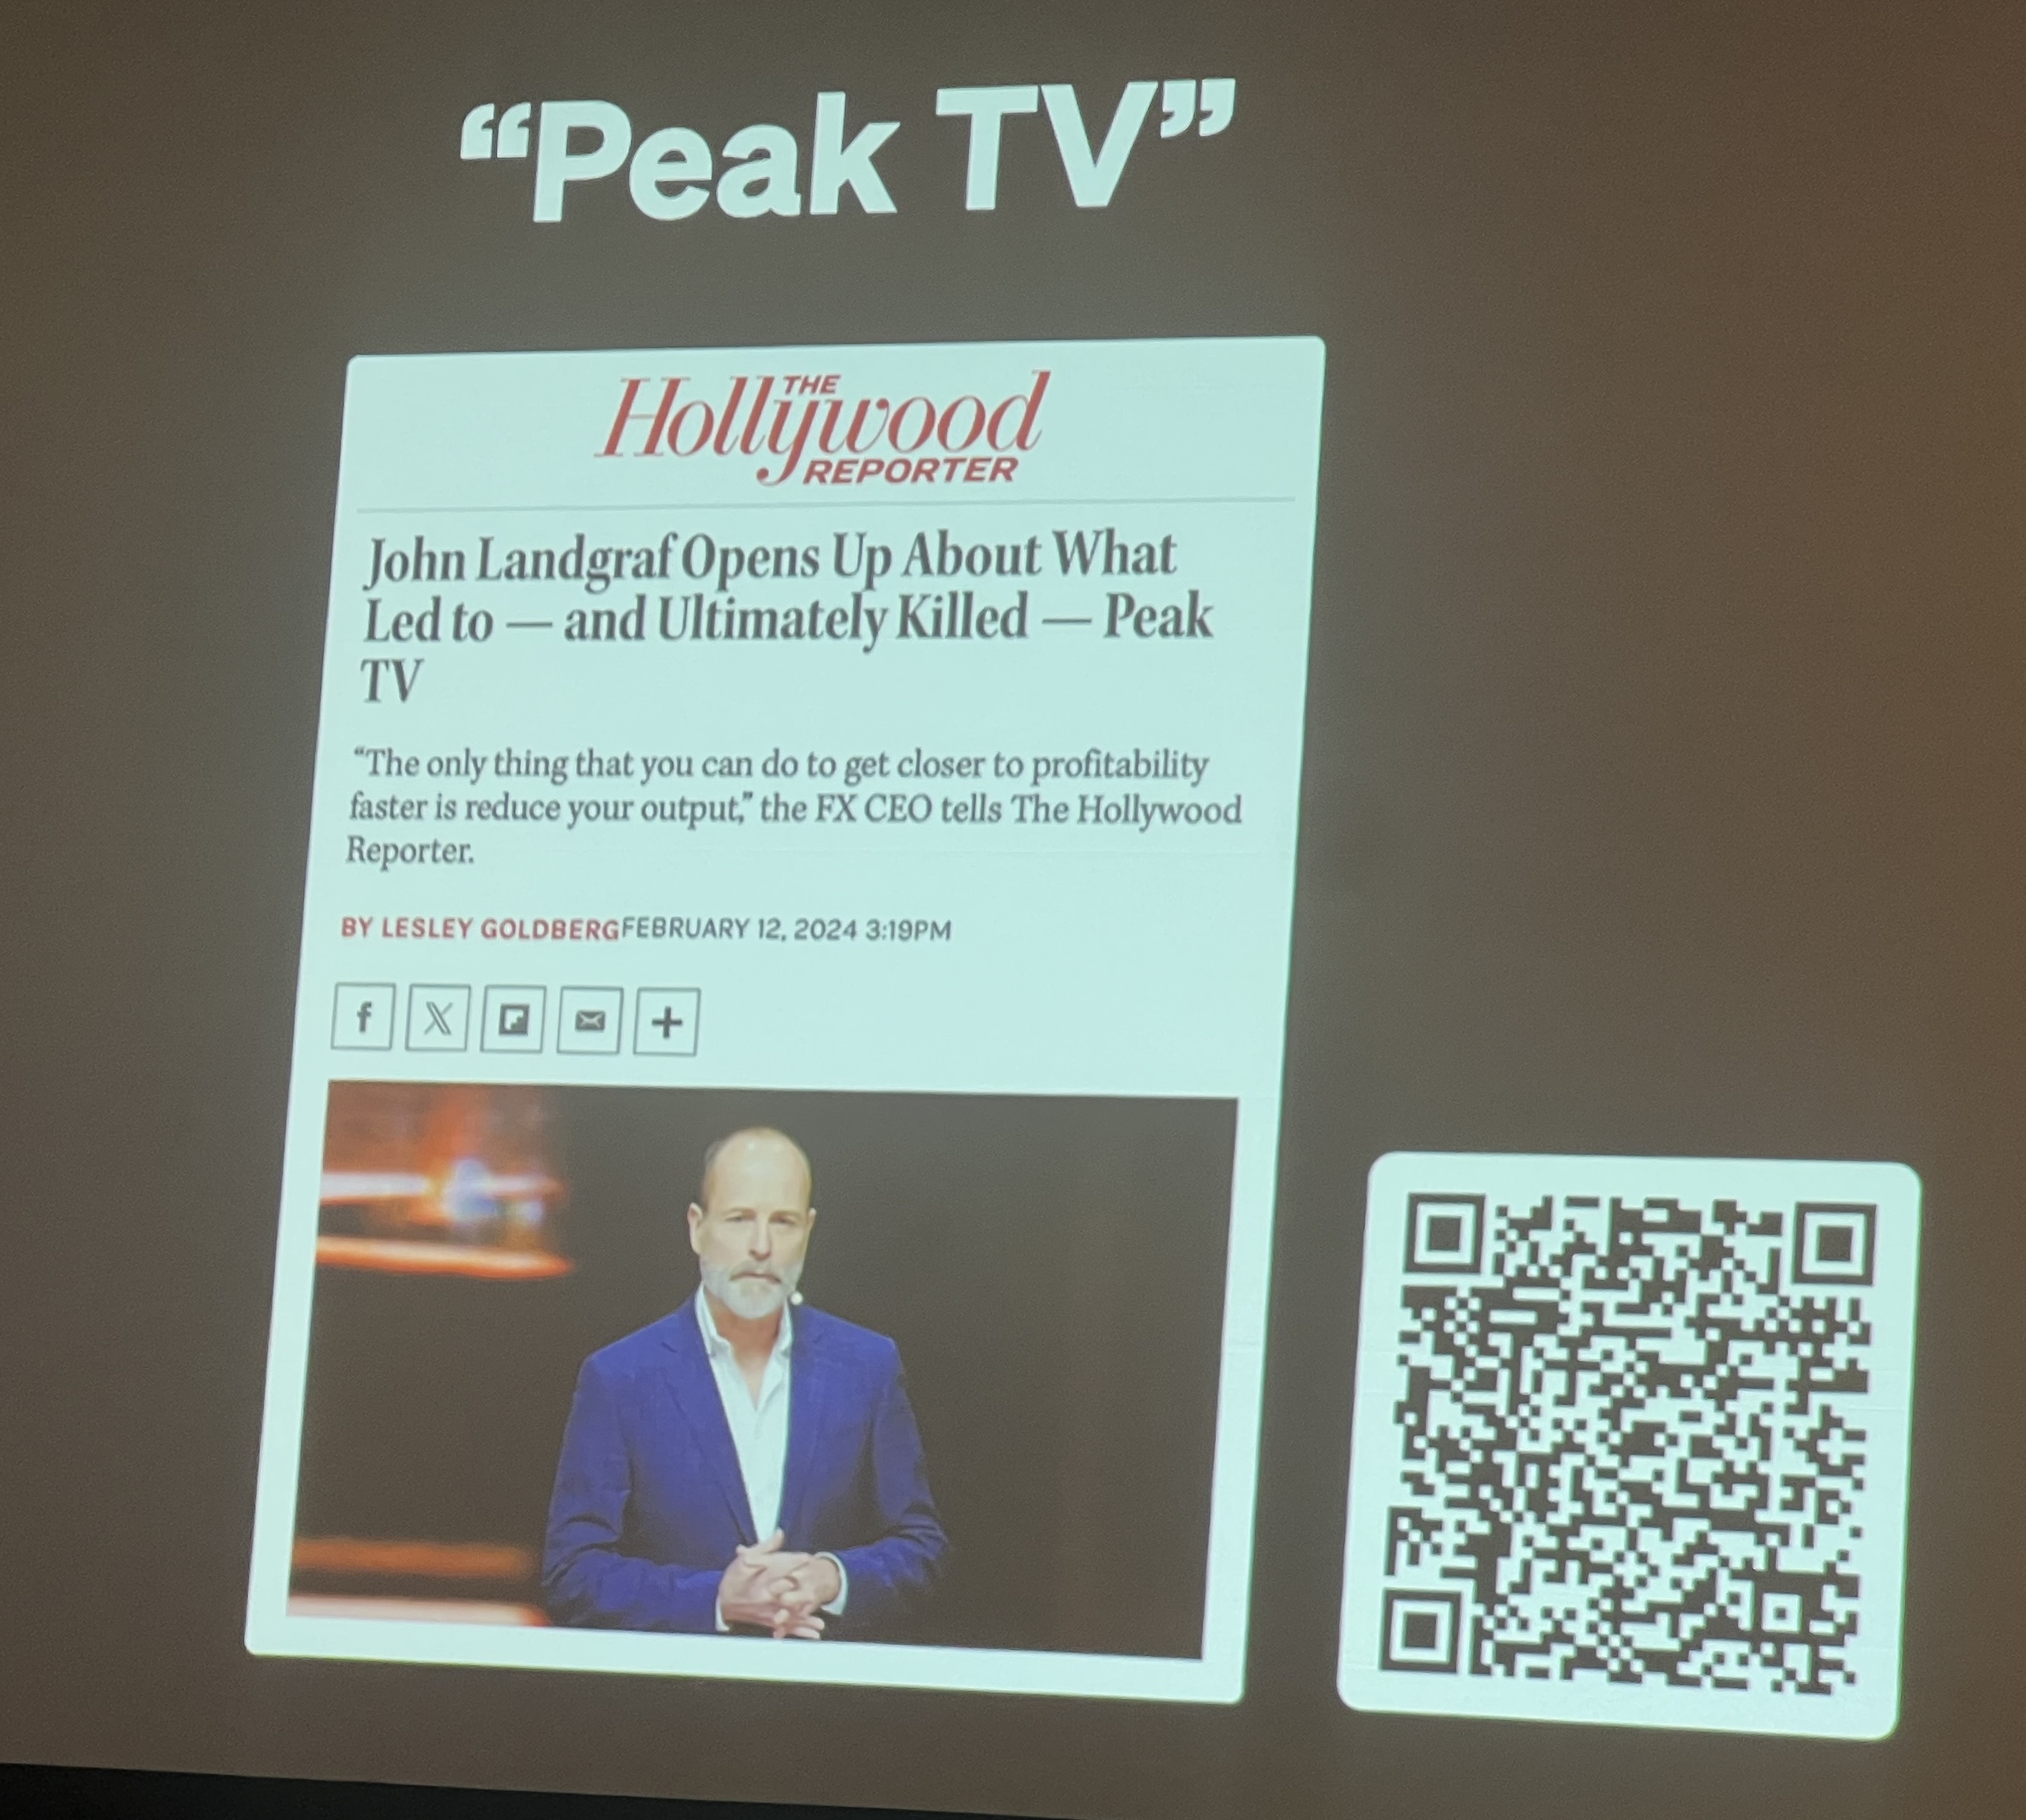 “Peak TV”
THE
Hollywood
REPORTER
John Landgraf Opens Up About What
Led to — and Ultimately Killed — Peak
TV
“The only thing that you can do to get closer to profitability
faster is reduce your output,” the FX CEO tells The Hollywood
Reporter.
BY LESLEY GOLDBERGFEBRUARY 12, 2024 3:19PM